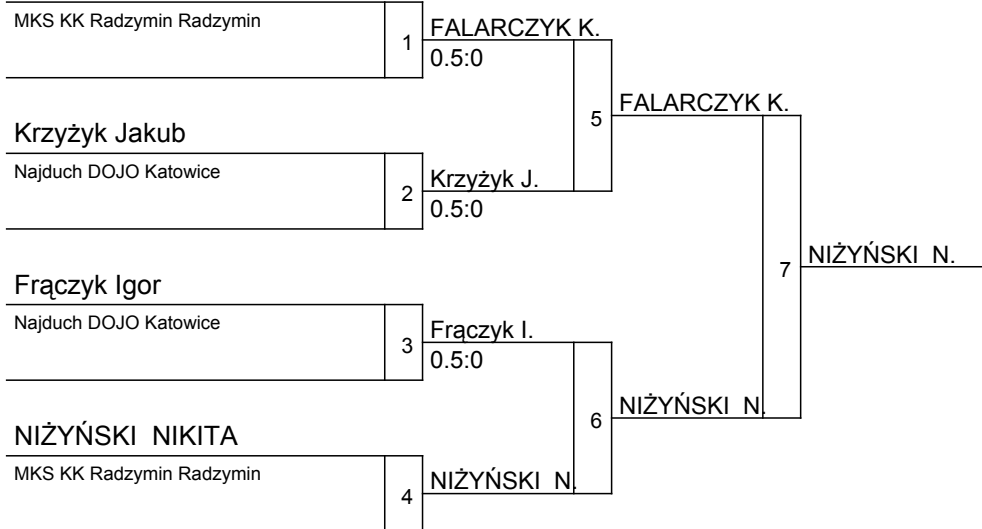 MKS KK Radzymin Radzymin
1
FALARCZYK K.
0.5:0
5
FALARCZYK K.
Krzyżyk Jakub
Najduch DOJO Katowice
2
Krzyżyk J.
0.5:0
7
NIŻYŃSKI N.
Frączyk Igor
Najduch DOJO Katowice
3
Frączyk I.
0.5:0
6
NIŻYŃSKI N.
NIŻYŃSKI NIKITA
MKS KK Radzymin Radzymin
4
NIŻYŃSKI N.